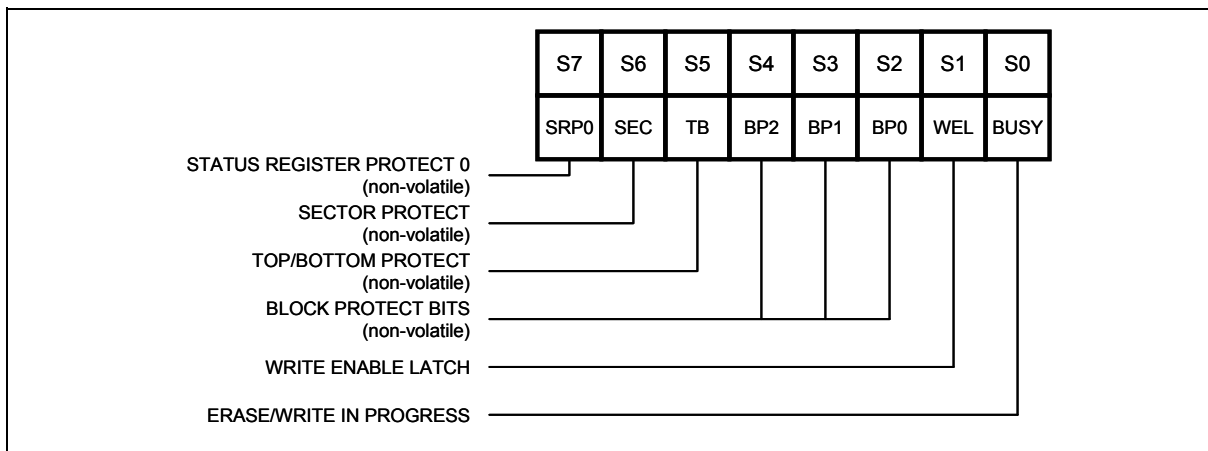 S7 S6 S5 S4 S3 S2 S1 S0
SRP0 SEC TB BP2 BP1 BP0 WEL BUSY
STATUS REGISTER PROTECT 0
(non-volatile)
SECTOR PROTECT
(non-volatile)
TOP/BOTTOM PROTECT
(non-volatile)
BLOCK PROTECT BITS
(non-volatile)
WRITE ENABLE LATCH
ERASE/WRITE IN PROGRESS